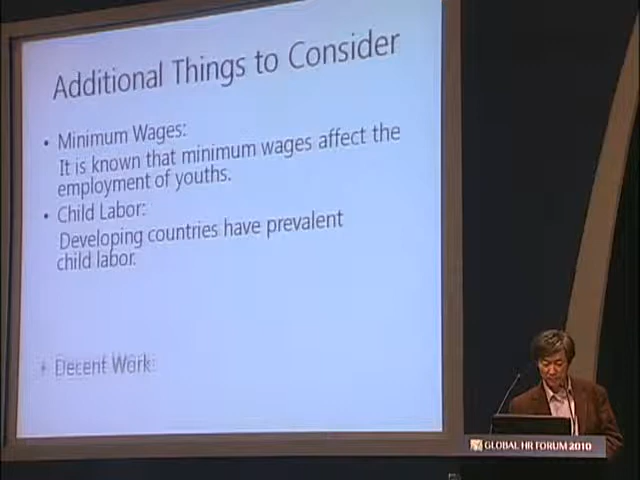 Additional Things to Consider
• Minimum Wages:
It is known that minimum wages affect the
employment of youths.
• Child Labor:
Developing countries have prevalent
child labor.
• Decent Work:
GLOBAL HR FORUM 2010